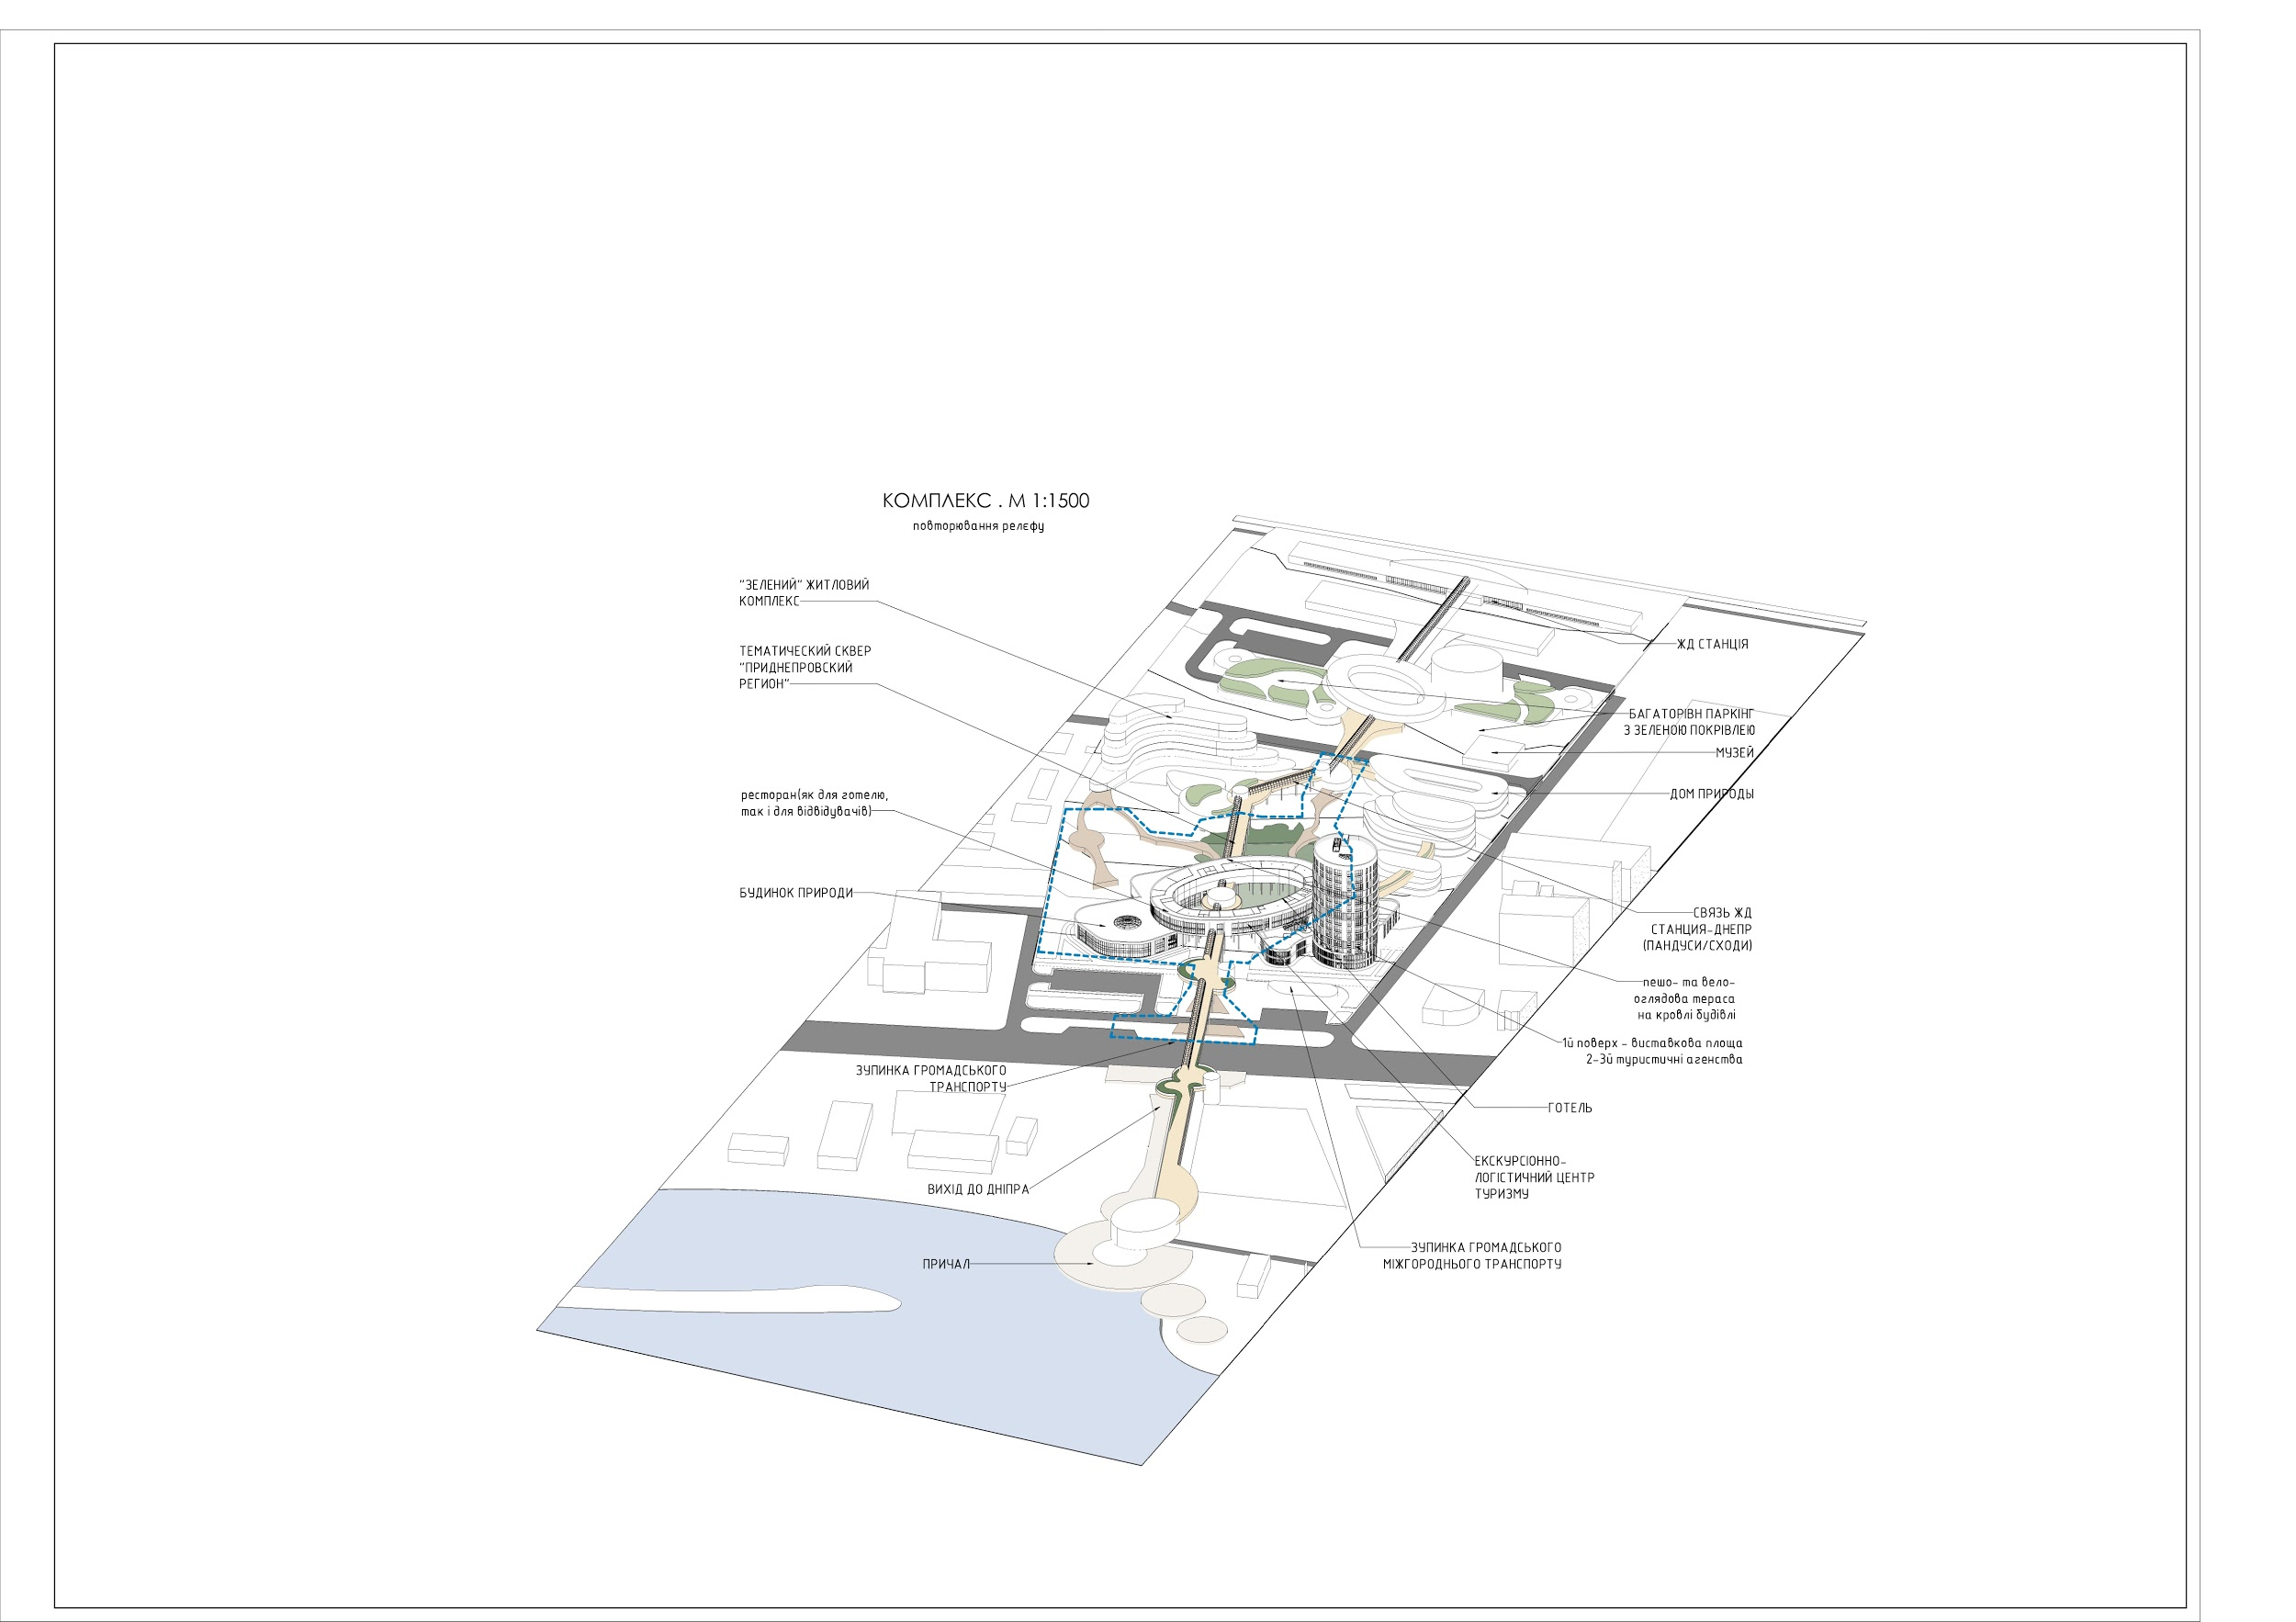 КОМПЛЕКС . М 1:1500
повторювання релєфу
"ЗЕЛЕНИЙ" ЖИТЛОВИЙ
КОМПЛЕКС
ТЕМАТИЧЕСКИЙ СКВЕР
"ПРИДНЕПРОВСКИЙ
РЕГИОН"
ресторан(як для готелю,
так і для відвідувачів)
БУДИНОК ПРИРОДИ
ЗУПИНКА ГРОМАДСЬКОГО
ТРАНСПОРТУ
ВИХІД ДО ДНІПРА
ПРИЧАЛ
ЖД СТАНЦІЯ
БАГАТОРІВН ПАРКІНГ
З ЗЕЛЕНОЮ ПОКРІВЛЕЮ
МУЗЕЙ
ДОМ ПРИРОДЫ
СВЯЗЬ ЖД
СТАНЦИЯ-ДНЕПР
(ПАНДУСИ/СХОДИ)
пешо- та вело-
оглядова тераса
на кровлі будівлі
1й поверх - виставкова площа
2-3й туристичні агенства
ГОТЕЛЬ
ЕКСКУРСІОННО-
ЛОГІСТИЧНИЙ ЦЕНТР
ТУРИЗМУ
ЗУПИНКА ГРОМАДСЬКОГО
МІЖГОРОДНЬОГО ТРАНСПОРТУ